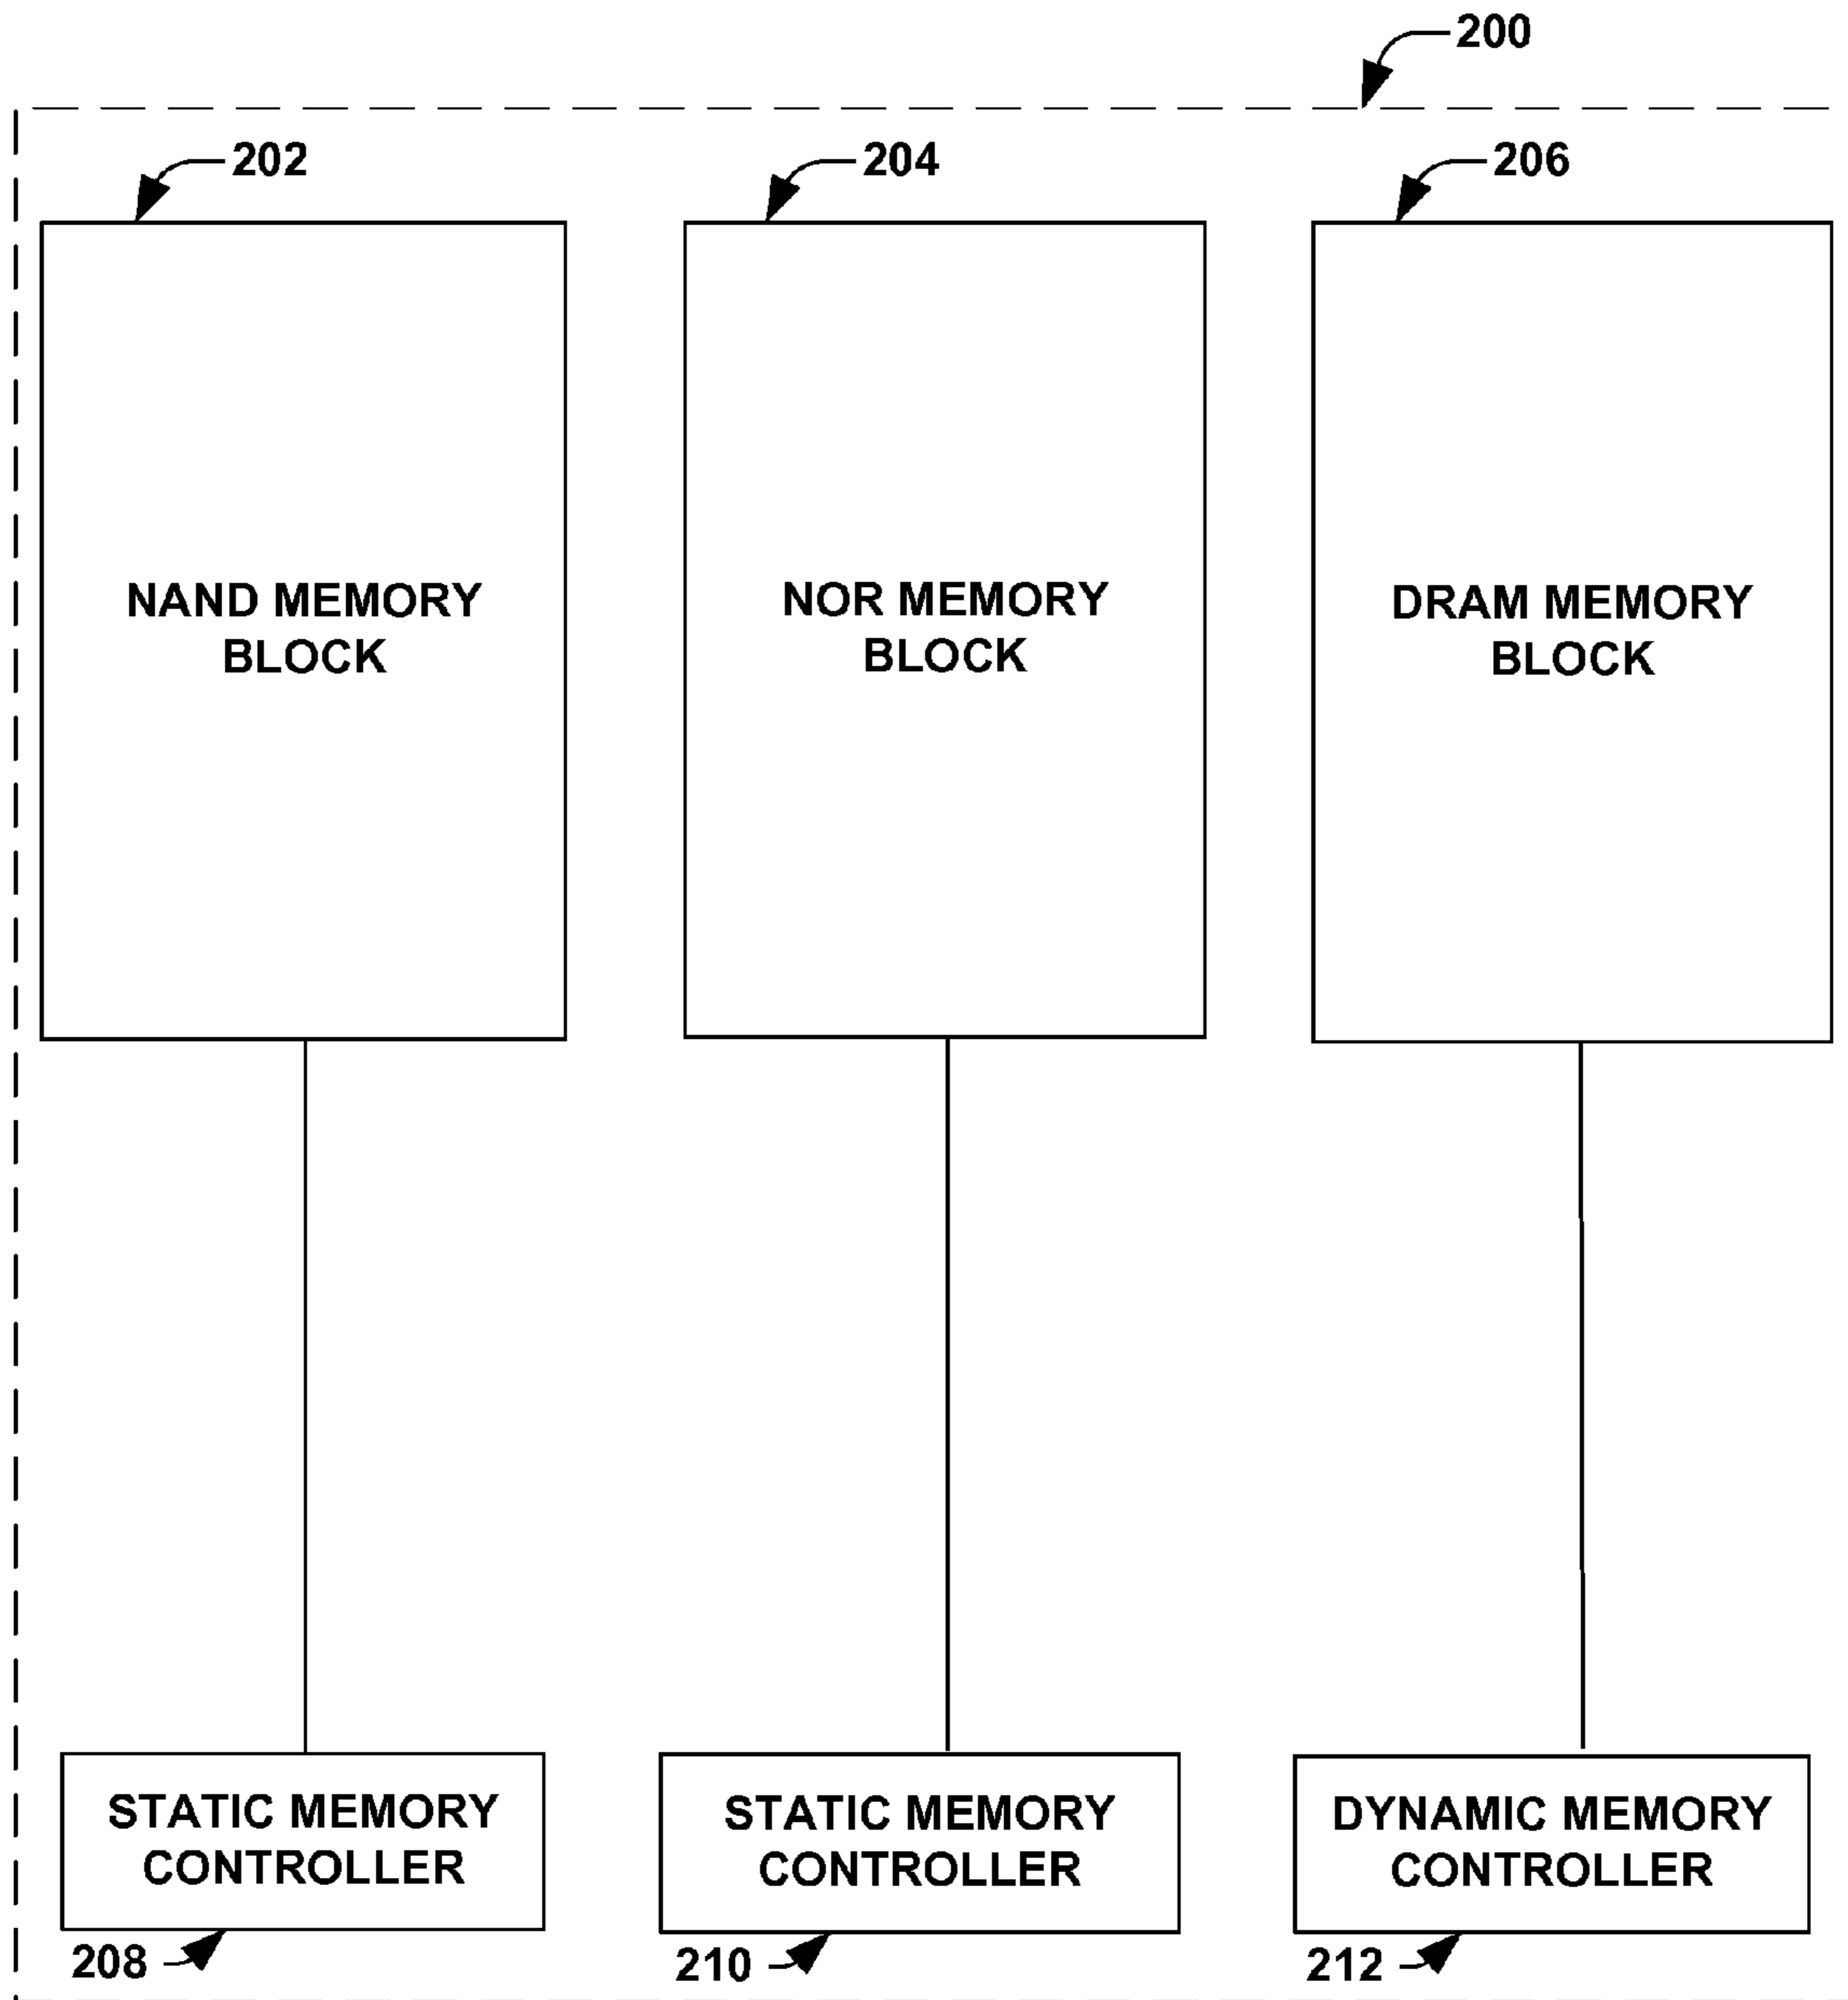 200
202
204
206
NAND MEMORY
BLOCK
NOR MEMORY
BLOCK
DRAM MEMORY
BLOCK
STATIC MEMORY
CONTROLLER
STATIC MEMORY
CONTROLLER
DYNAMIC MEMORY
CONTROLLER
208
210
212